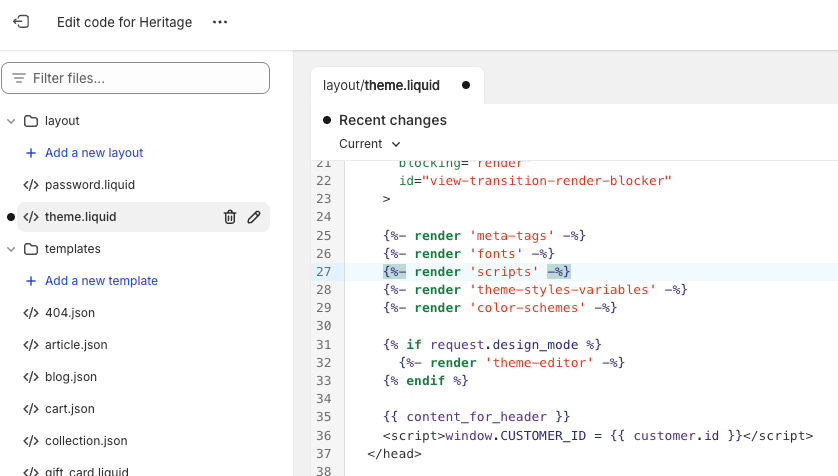 Edit code for Heritage ...
Filter files...
layout
+ Add a new layout
</> password.liquid
</> theme.liquid
templates
+ Add a new template
</> 404.json
</> article.json
</> blog.json
</> cart.json
</> collection.json
</> gift_card.liquid
layout/theme.liquid
Recent changes
Current
21 blocking="render"
22 id="view-transition-render-blocker"
23 >
24
25 {%- render 'meta-tags' -%}
26 {%- render 'fonts' -%}
27 {%- render 'scripts' -%}
28 {%- render 'theme-styles-variables' -%}
29 {%- render 'color-schemes' -%}
30
31 {% if request.design_mode %}
32 {%- render 'theme-editor' -%}
33 {% endif %}
34
35 {{ content_for_header }}
36 <script>window.CUSTOMER_ID = {{ customer.id }}</script>
37 </head>
38